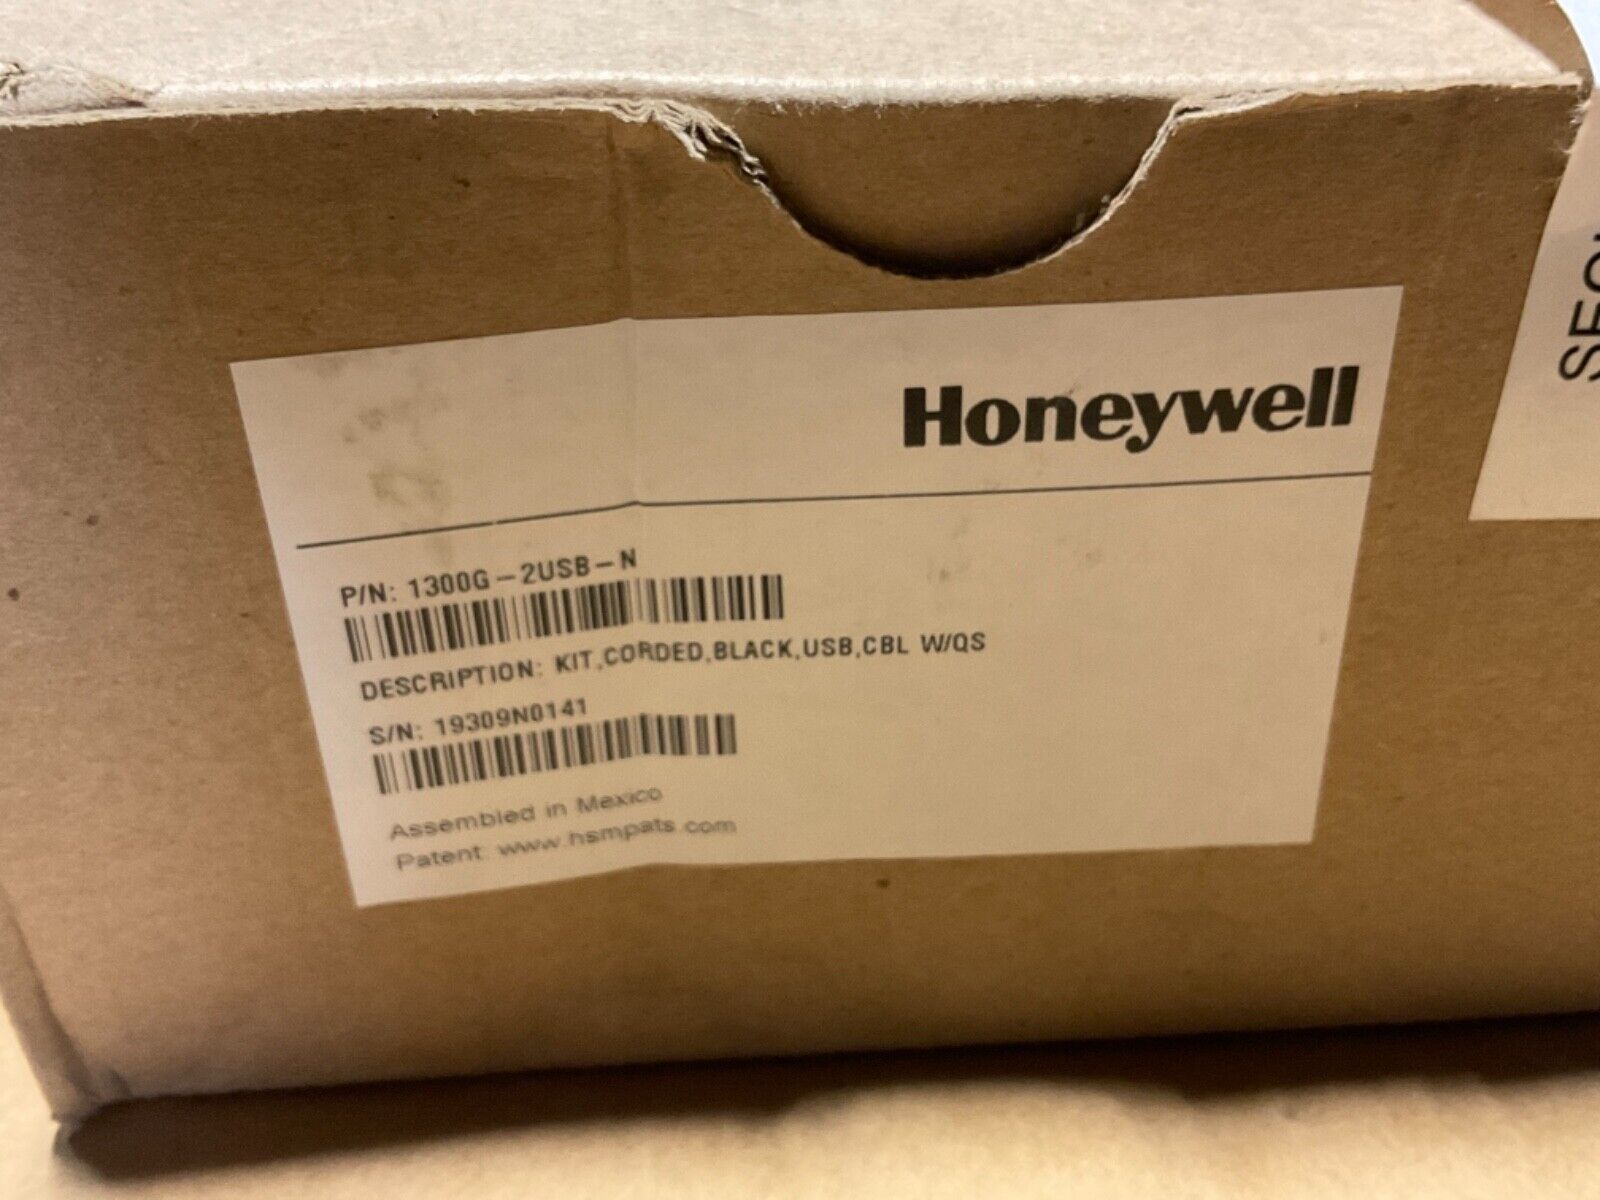 Honeywell
P/N: 1300G-2USB-N
DESCRIPTION: KIT,CORDED,BLACK,USB,CBL W/QS
S/N: 19309N0141
Assembled in Mexico
Patent: www.hsmpats.com